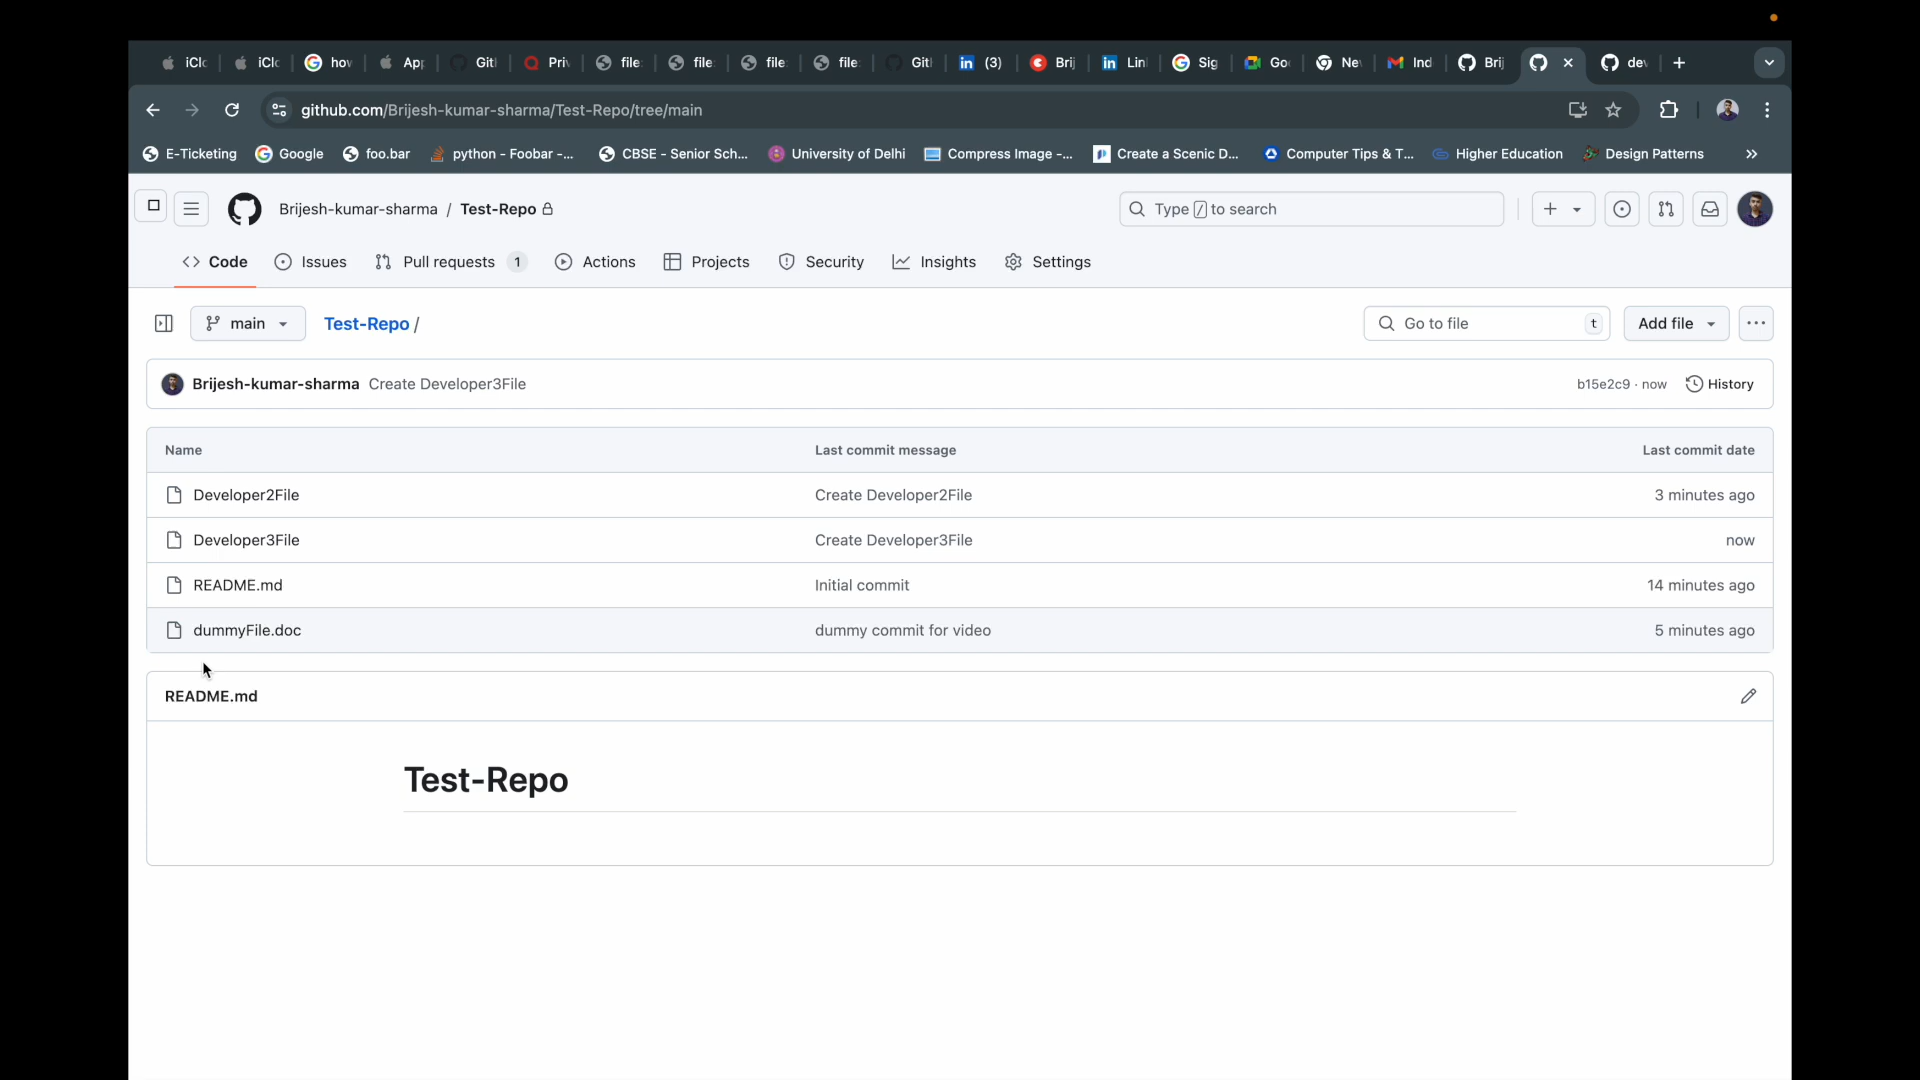 iClo iClo hov App Gitl Priv file: file: file: file: Gitl (3) Brij Linl Sig Go Nev Ind Brij dev
github.com/Brijesh-kumar-sharma/Test-Repo/tree/main
E-Ticketing Google foo.bar python - Foobar -... CBSE - Senior Sch... University of Delhi Compress Image -... Create a Scenic D... Computer Tips & T... Higher Education Design Patterns »
Brijesh-kumar-sharma / Test-Repo Type / to search
Code Issues Pull requests 1 Actions Projects Security Insights Settings
main Test-Repo / Go to file t Add file
Brijesh-kumar-sharma Create Developer3File b15e2c9 · now History
Name Last commit message Last commit date
Developer2File Create Developer2File 3 minutes ago
Developer3File Create Developer3File now
README.md Initial commit 14 minutes ago
dummyFile.doc dummy commit for video 5 minutes ago
README.md
Test-Repo